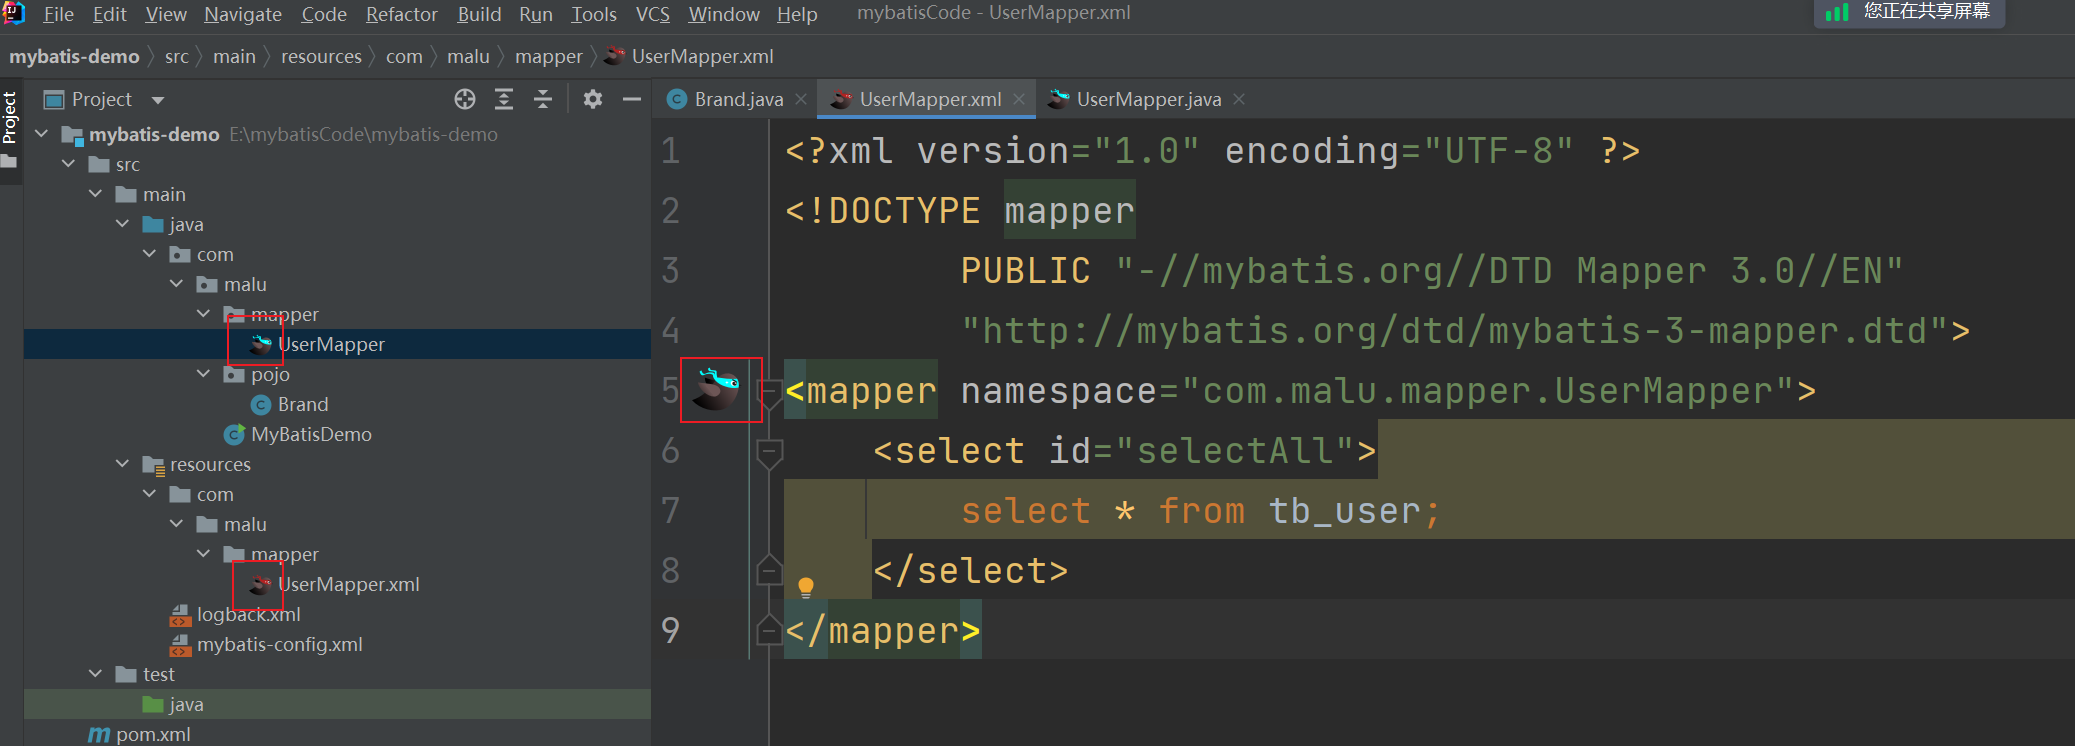 File Edit View Navigate Code Refactor Build Run Tools VCS Window Help mybatisCode - UserMapper.xml 您正在共享屏幕
mybatis-demo src main resources com malu mapper UserMapper.xml
Project
Project
Brand.java UserMapper.xml UserMapper.java
mybatis-demo E:\mybatisCode\mybatis-demo
src
main
java
com
malu
mapper
UserMapper
pojo
Brand
MyBatisDemo
resources
com
malu
mapper
UserMapper.xml
logback.xml
mybatis-config.xml
test
java
pom.xml
1 <?xml version="1.0" encoding="UTF-8" ?>
2 <!DOCTYPE mapper
3 PUBLIC "-//mybatis.org//DTD Mapper 3.0//EN"
4 "http://mybatis.org/dtd/mybatis-3-mapper.dtd">
5 <mapper namespace="com.malu.mapper.UserMapper">
6 <select id="selectAll">
7 select * from tb_user;
8 </select>
9 </mapper>